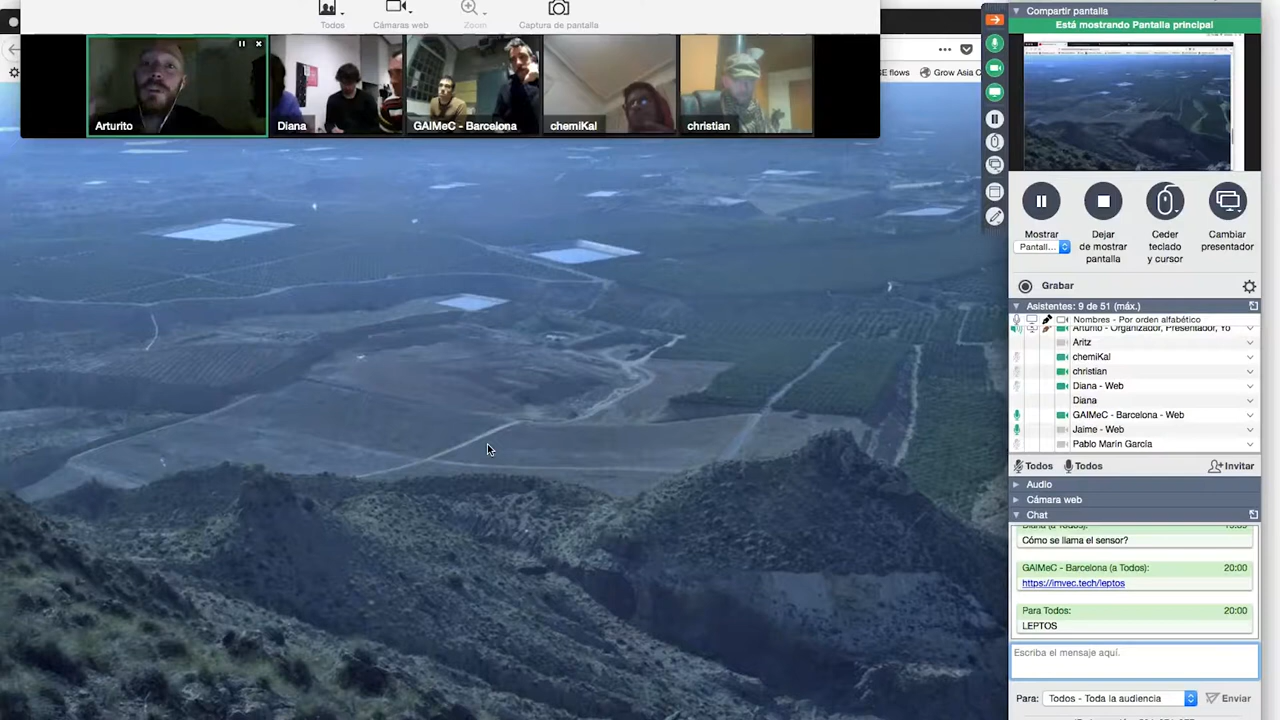 Todos
Cámaras web
Zoom
Captura de pantalla
Arturito
Diana
GAIMeC - Barcelona
chemiKal
christian
E flows
Grow Asia C
Compartir pantalla
Está mostrando Pantalla principal
Mostrar
Pantall...
Dejar
de mostrar
pantalla
Ceder
teclado
y cursor
Cambiar
presentador
Grabar
Asistentes: 9 de 51 (máx.)
Nombres - Por orden alfabético
Arturito - Organizador, Presentador, Yo
Aritz
chemiKal
christian
Diana - Web
Diana
GAIMeC - Barcelona - Web
Jaime - Web
Pablo Marin García
Todos
Todos
Invitar
Audio
Cámara web
Chat
Diana (a Todos):
Cómo se llama el sensor?
GAIMeC - Barcelona (a Todos): 20:00
https://imvec.tech/leptos
Para Todos: 20:00
LEPTOS
Escriba el mensaje aquí.
Para: Todos - Toda la audiencia
Enviar